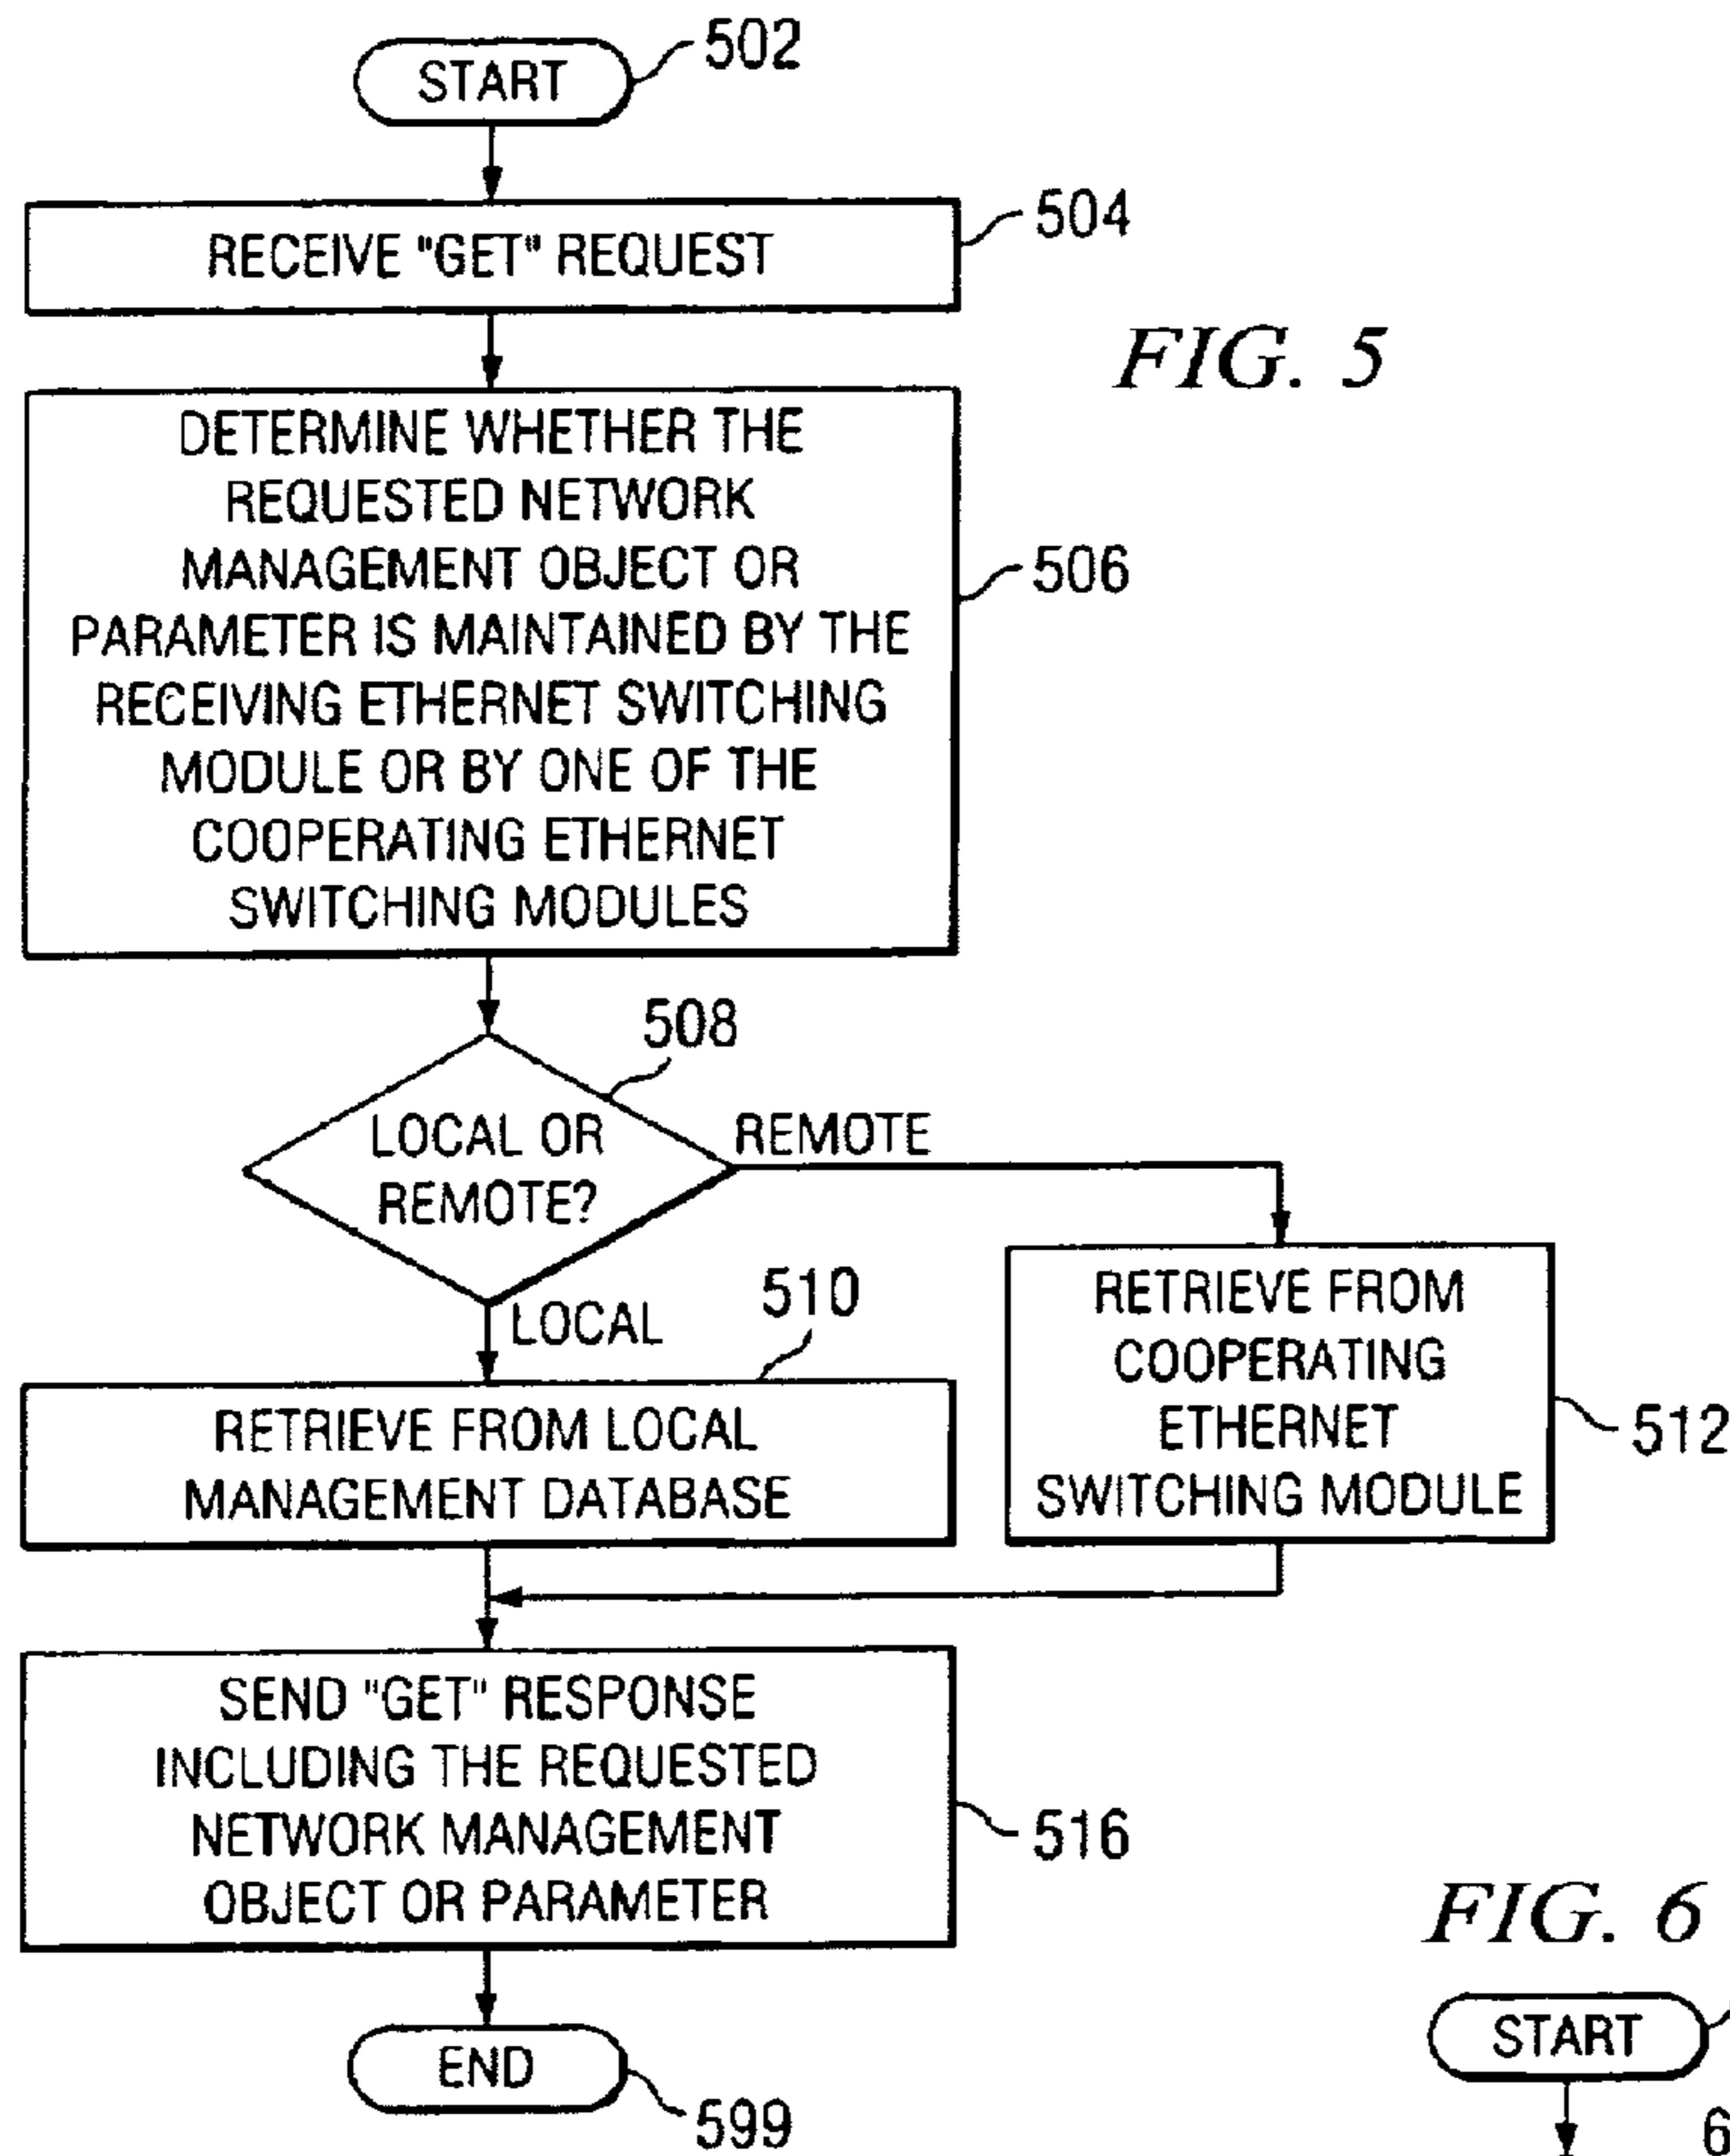 START
502
RECEIVE "GET" REQUEST
504
FIG. 5
DETERMINE WHETHER THE
REQUESTED NETWORK
MANAGEMENT OBJECT OR
PARAMETER IS MAINTAINED BY THE
RECEIVING ETHERNET SWITCHING
MODULE OR BY ONE OF THE
COOPERATING ETHERNET
SWITCHING MODULES
506
508
LOCAL OR
REMOTE?
REMOTE
LOCAL
510
RETRIEVE FROM LOCAL
MANAGEMENT DATABASE
RETRIEVE FROM
COOPERATING
ETHERNET
SWITCHING MODULE
512
SEND "GET" RESPONSE
INCLUDING THE REQUESTED
NETWORK MANAGEMENT
OBJECT OR PARAMETER
516
END
599
FIG. 6
START